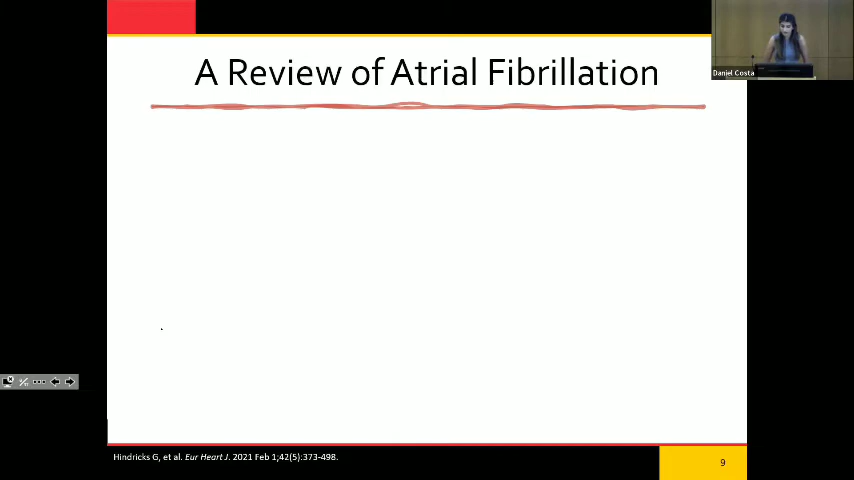 A Review of Atrial Fibrillation
Daniel Costa
Hindricks G, et al. Eur Heart J. 2021 Feb 1;42(5):373-498.
9